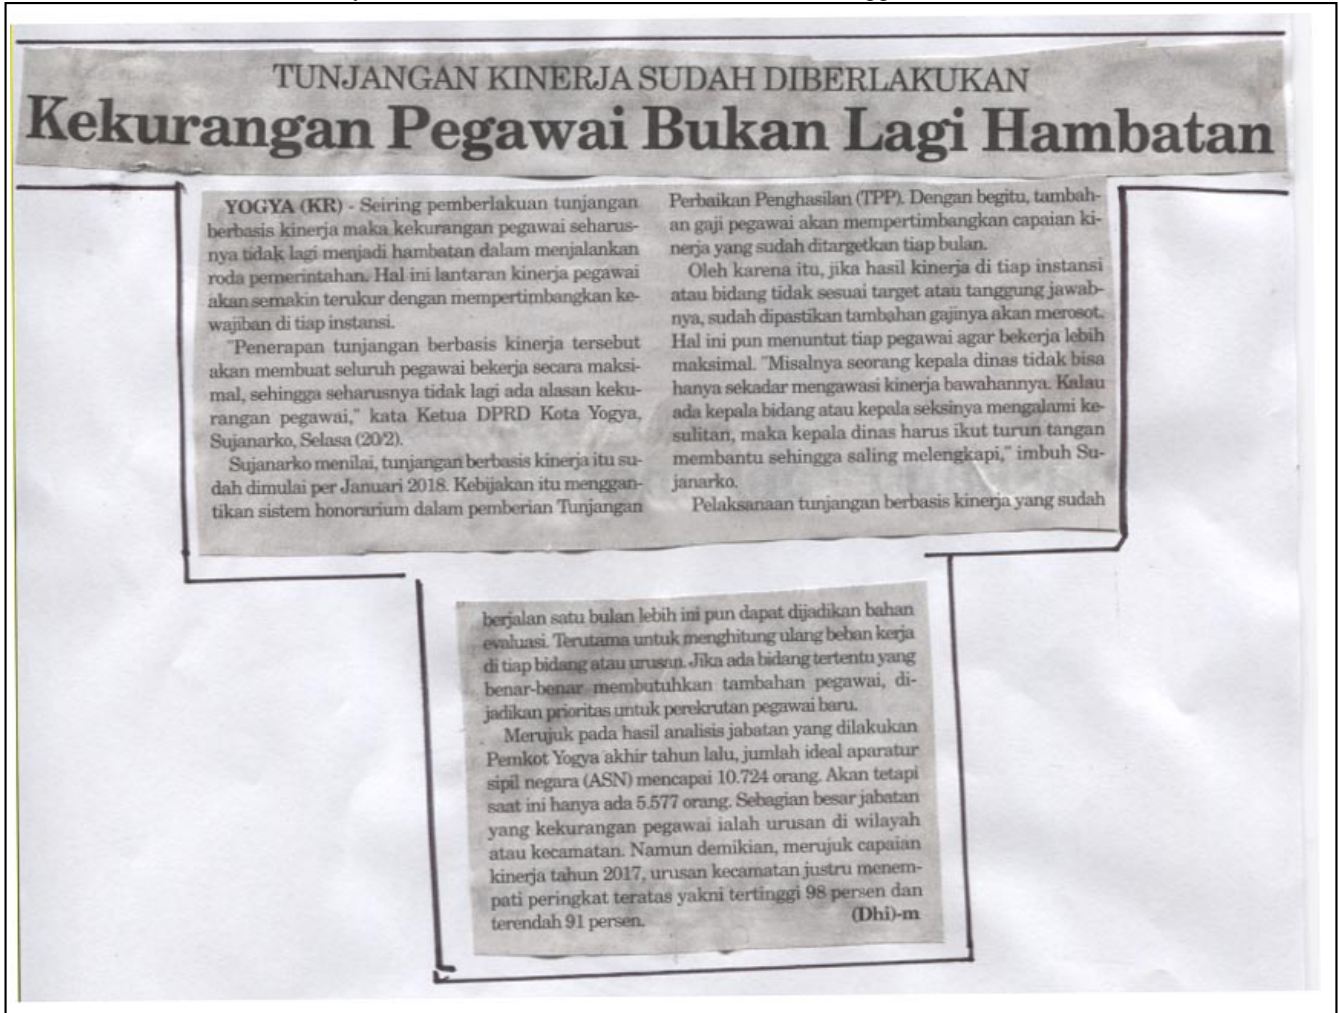 TUNJANGAN KINERJA SUDAH DIBERLAKUKAN
Kekurangan Pegawai Bukan Lagi Hambatan
YOGYA (KR) - Seiring pemberlakuan tunjangan
berbasis kinerja maka kekurangan pegawai seharus-
nya tidak lagi menjadi hambatan dalam menjalankan
roda pemerintahan. Hal ini lantaran kinerja pegawai
akan semakin terukur dengan mempertimbangkan ke-
wajiban di tiap instansi.
"Penerapan tunjangan berbasis kinerja tersebut
akan membuat seluruh pegawai bekerja secara maksi-
mal, sehingga seharusnya tidak lagi ada alasan keku-
rangan pegawai," kata Ketua DPRD Kota Yogya,
Sujanarko, Selasa (20/2).
Sujanarko menilai, tunjangan berbasis kinerja itu su-
dah dimulai per Januari 2018. Kebijakan itu menggan-
tikan sistem honorarium dalam pemberian Tunjangan
Perbaikan Penghasilan (TPP). Dengan begitu, tambah-
an gaji pegawai akan mempertimbangkan capaian ki-
nerja yang sudah ditargetkan tiap bulan.
Oleh karena itu, jika hasil kinerja di tiap instansi
atau bidang tidak sesuai target atau tanggung jawab-
nya, sudah dipastikan tambahan gajinya akan merosot.
Hal ini pun menuntut tiap pegawai agar bekerja lebih
maksimal. "Misalnya seorang kepala dinas tidak bisa
hanya sekadar mengawasi kinerja bawahannya. Kalau
ada kepala bidang atau kepala seksinya mengalami ke-
sulitan, maka kepala dinas harus ikut turun tangan
membantu sehingga saling melengkapi," imbuh Su-
janarko.
Pelaksanaan tunjangan berbasis kinerja yang sudah
berjalan satu bulan lebih ini pun dapat dijadikan bahan
evaluasi. Terutama untuk menghitung ulang beban kerja
di tiap bidang atau urusan. Jika ada bidang tertentu yang
benar-benar membutuhkan tambahan pegawai, di-
jadikan prioritas untuk perekrutan pegawai baru.
Merujuk pada hasil analisis jabatan yang dilakukan
Pemkot Yogya akhir tahun lalu, jumlah ideal aparatur
sipil negara (ASN) mencapai 10.724 orang. Akan tetapi
saat ini hanya ada 5.577 orang. Sebagian besar jabatan
yang kekurangan pegawai ialah urusan di wilayah
atau kecamatan. Namun demikian, merujuk capaian
kinerja tahun 2017, urusan kecamatan justru menem-
pati peringkat teratas yakni tertinggi 98 persen dan
terendah 91 persen. (Dhi)-m